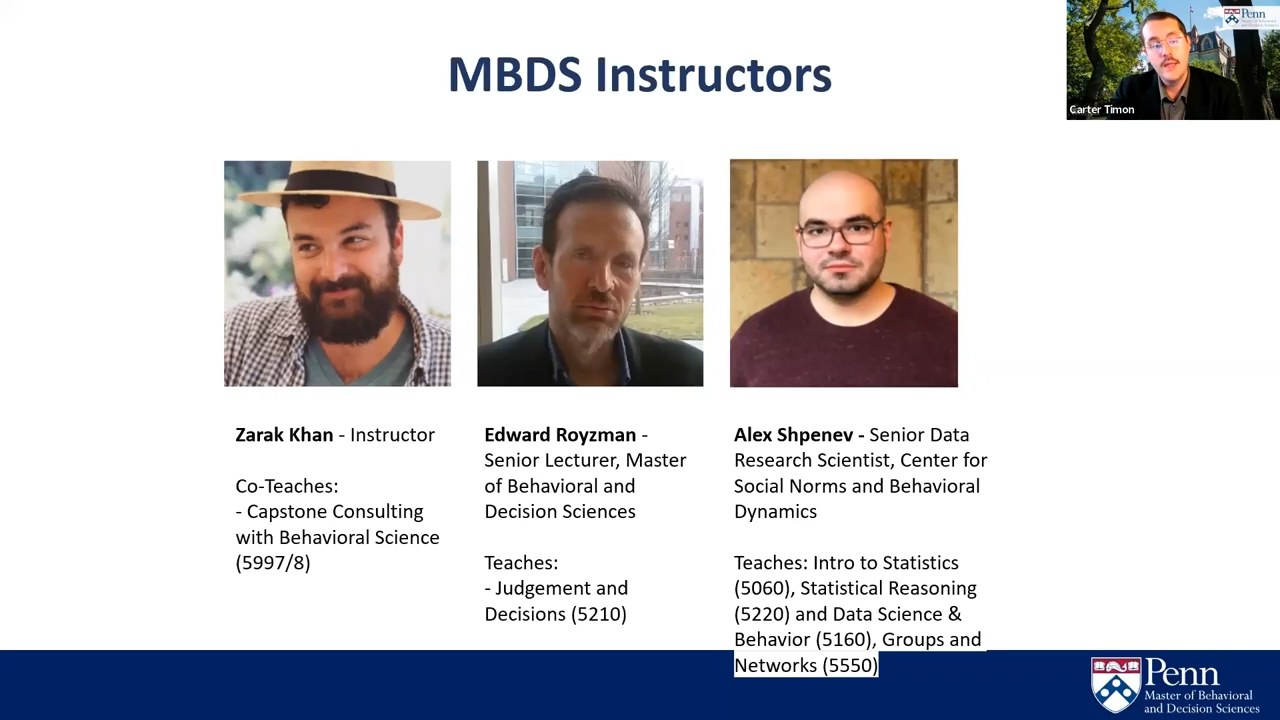 MBDS Instructors
Penn
Carter Timon
Zarak Khan - Instructor
Co-Teaches:
- Capstone Consulting
with Behavioral Science
(5997/8)
Edward Royzman -
Senior Lecturer, Master
of Behavioral and
Decision Sciences
Teaches:
- Judgement and
Decisions (5210)
Alex Shpenev - Senior Data
Research Scientist, Center for
Social Norms and Behavioral
Dynamics
Teaches: Intro to Statistics
(5060), Statistical Reasoning
(5220) and Data Science &
Behavior (5160), Groups and
Networks (5550)
Penn
Master of Behavioral
and Decision Sciences